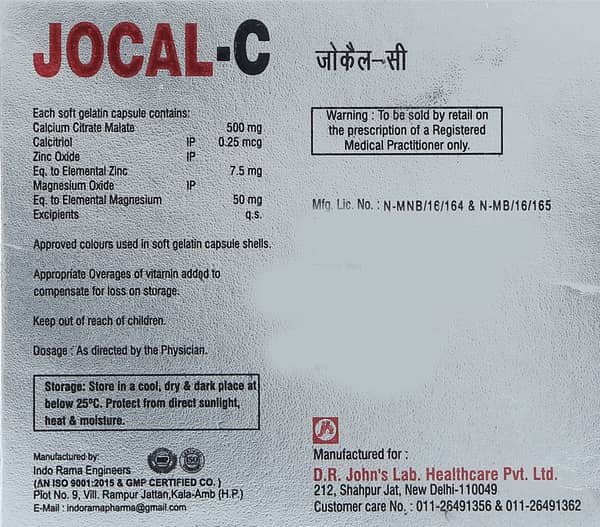 JOCAL-C
जोकैल-सी
Each soft gelatin capsule contains:
Calcium Citrate Malate 500 mg
Calcitriol IP 0.25 mcg
Zinc Oxide IP
Eq. to Elemental Zinc 7.5 mg
Magnesium Oxide IP
Eq. to Elemental Magnesium 50 mg
Excipients q.s.
Approved colours used in soft gelatin capsule shells.
Appropriate Overages of vitamin added to
compensate for loss on storage.
Keep out of reach of children.
Dosage : As directed by the Physician.
Storage: Store in a cool, dry & dark place at
below 25°C. Protect from direct sunlight,
heat & moisture.
Manufactured by:
Indo Rama Engineers
(AN ISO 9001:2015 & GMP CERTIFIED CO. )
Plot No. 9, Vill. Rampur Jattan,Kala-Amb (H.P.)
E-Mail : indoramapharma@gmail.com
Warning : To be sold by retail on
the prescription of a Registered
Medical Practitioner only.
Mfg. Lic. No. : N-MNB/16/164 & N-MB/16/165
Manufactured for :
D.R. John's Lab. Healthcare Pvt. Ltd.
212, Shahpur Jat, New Delhi-110049
Customer care No. : 011-26491356 & 011-26491362